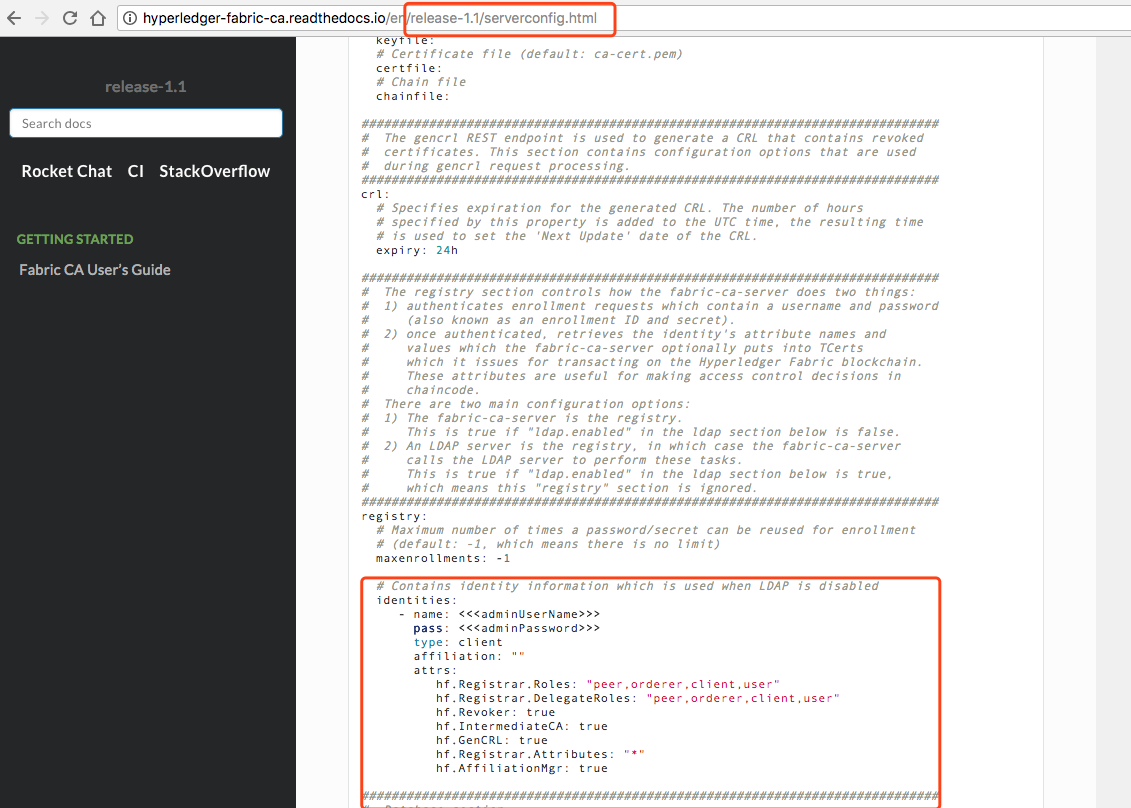 hyperledger-fabric-ca.readthedocs.io/en/release-1.1/serverconfig.html
release-1.1
Search docs
Rocket Chat CI StackOverflow
GETTING STARTED
Fabric CA User's Guide
keyfile:
# Certificate file (default: ca-cert.pem)
certfile:
# Chain file
chainfile:
#############################################################################
#  The gencrl REST endpoint is used to generate a CRL that contains revoked
#  certificates. This section contains configuration options that are used
#  during gencrl request processing.
#############################################################################
crl:
  # Specifies expiration for the generated CRL. The number of hours
  # specified by this property is added to the UTC time, the resulting time
  # is used to set the 'Next Update' date of the CRL.
  expiry: 24h
#############################################################################
#  The registry section controls how the fabric-ca-server does two things:
#  1) authenticates enrollment requests which contain a username and password
#     (also known as an enrollment ID and secret).
#  2) once authenticated, retrieves the identity's attribute names and
#     values which the fabric-ca-server optionally puts into TCerts
#     which it issues for transacting on the Hyperledger Fabric blockchain.
#     These attributes are useful for making access control decisions in
#     chaincode.
#  There are two main configuration options:
#  1) The fabric-ca-server is the registry.
#     This is true if "ldap.enabled" in the ldap section below is false.
#  2) An LDAP server is the registry, in which case the fabric-ca-server
#     calls the LDAP server to perform these tasks.
#     This is true if "ldap.enabled" in the ldap section below is true,
#     which means this "registry" section is ignored.
#############################################################################
registry:
  # Maximum number of times a password/secret can be reused for enrollment
  # (default: -1, which means there is no limit)
  maxenrollments: -1
  # Contains identity information which is used when LDAP is disabled
  identities:
     - name: <<<adminUserName>>>
       pass: <<<adminPassword>>>
       type: client
       affiliation: ""
       attrs:
          hf.Registrar.Roles: "peer,orderer,client,user"
          hf.Registrar.DelegateRoles: "peer,orderer,client,user"
          hf.Revoker: true
          hf.IntermediateCA: true
          hf.GenCRL: true
          hf.Registrar.Attributes: "*"
          hf.AffiliationMgr: true
#############################################################################